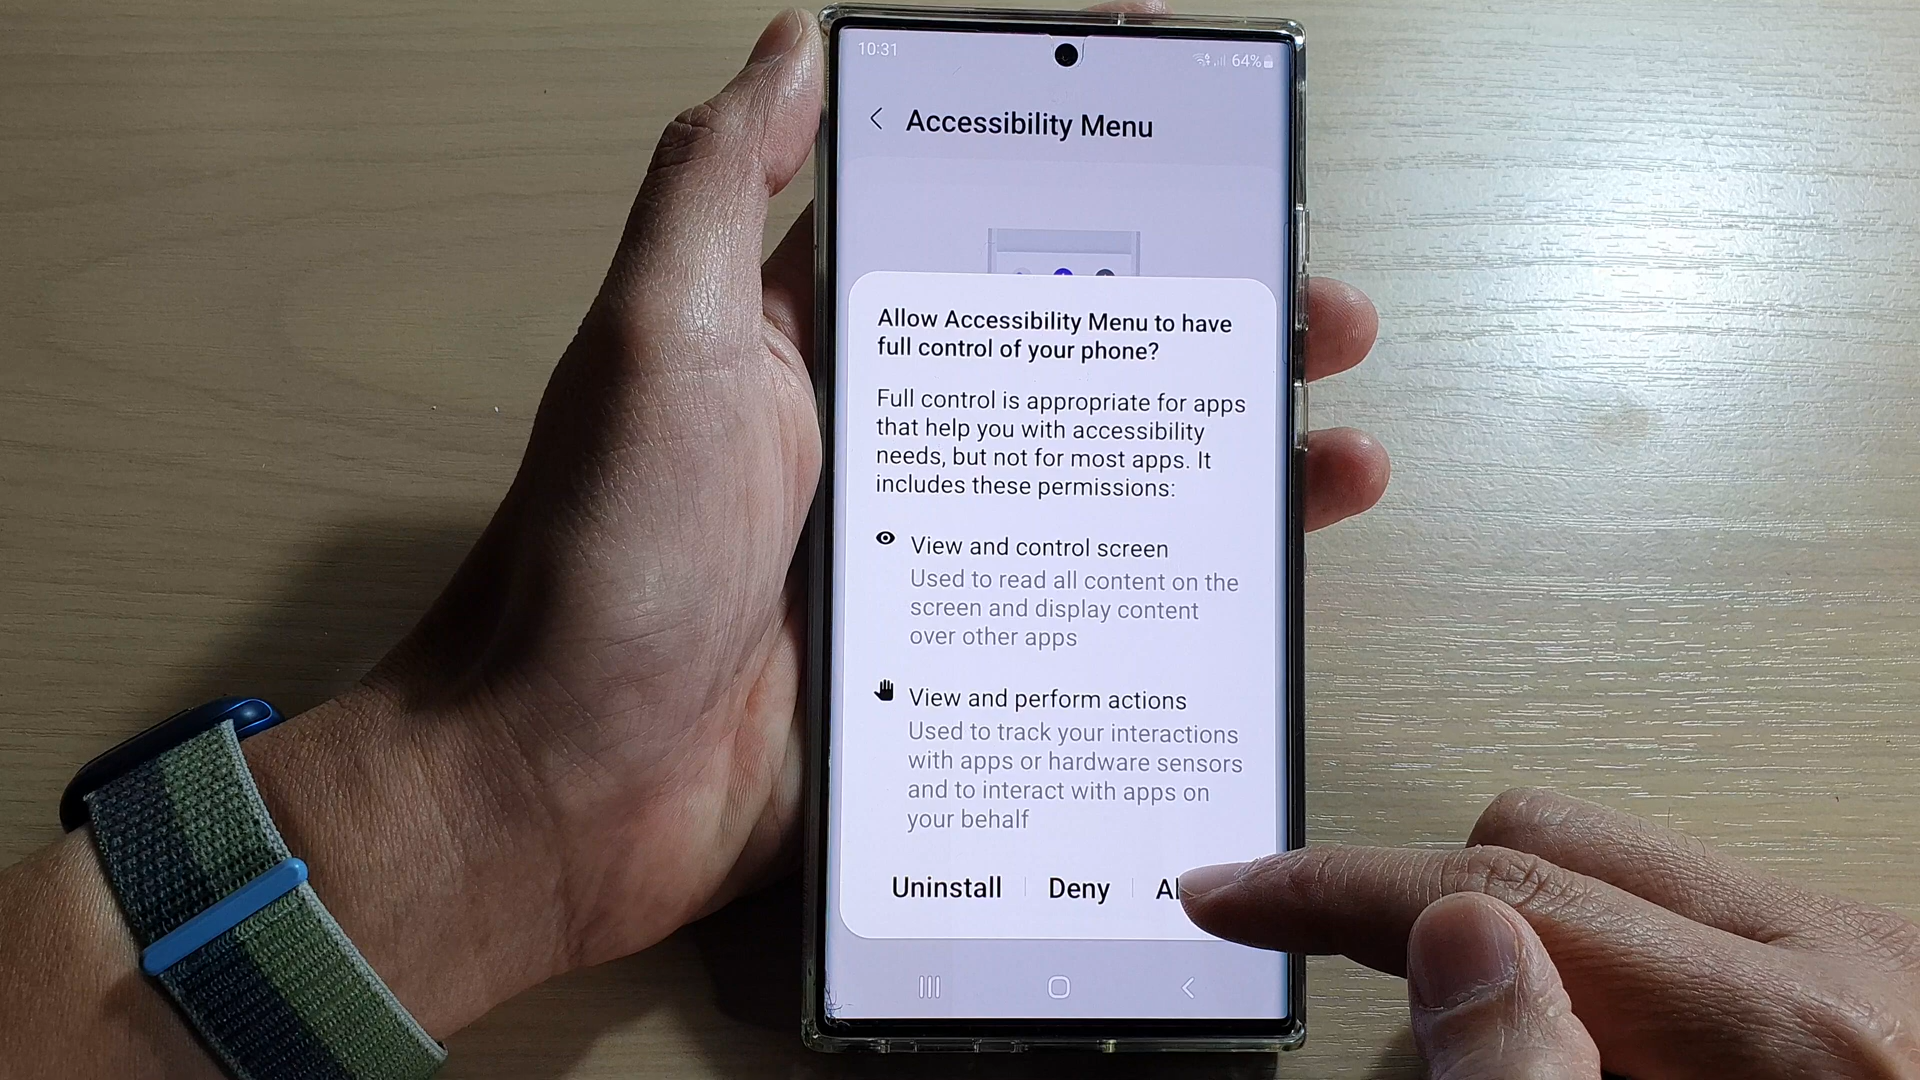 10:31
64%
Accessibility Menu
Allow Accessibility Menu to have
full control of your phone?
Full control is appropriate for apps
that help you with accessibility
needs, but not for most apps. It
includes these permissions:
View and control screen
Used to read all content on the
screen and display content
over other apps
View and perform actions
Used to track your interactions
with apps or hardware sensors
and to interact with apps on
your behalf
Uninstall Deny